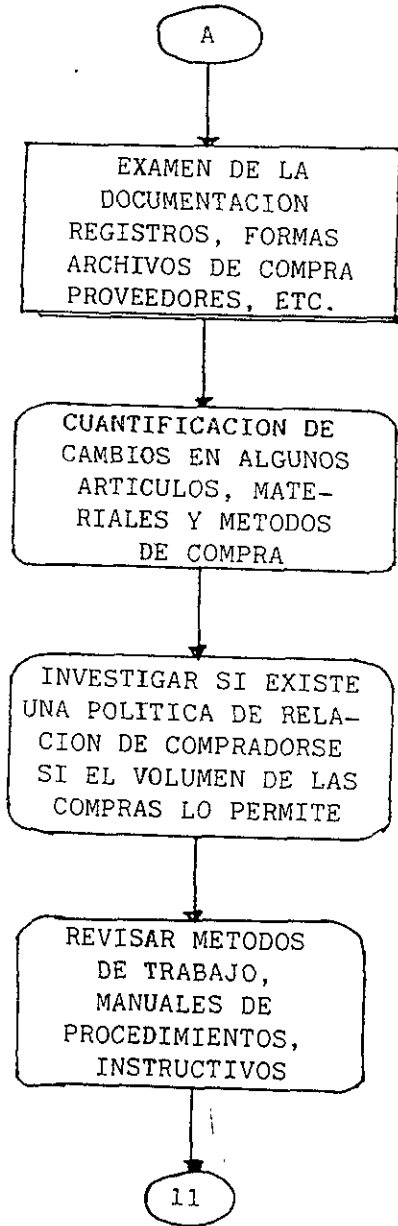 A
EXAMEN DE LA
DOCUMENTACION
REGISTROS, FORMAS
ARCHIVOS DE COMPRA
PROVEEDORES, ETC.
CUANTIFICACION DE
CAMBIOS EN ALGUNOS
ARTICULOS, MATE-
RIALES Y METODOS
DE COMPRA
INVESTIGAR SI EXISTE
UNA POLITICA DE RELA-
CION DE COMPRADORSE
SI EL VOLUMEN DE LAS
COMPRAS LO PERMITE
REVISAR METODOS
DE TRABAJO,
MANUALES DE
PROCEDIMIENTOS,
INSTRUCTIVOS
11